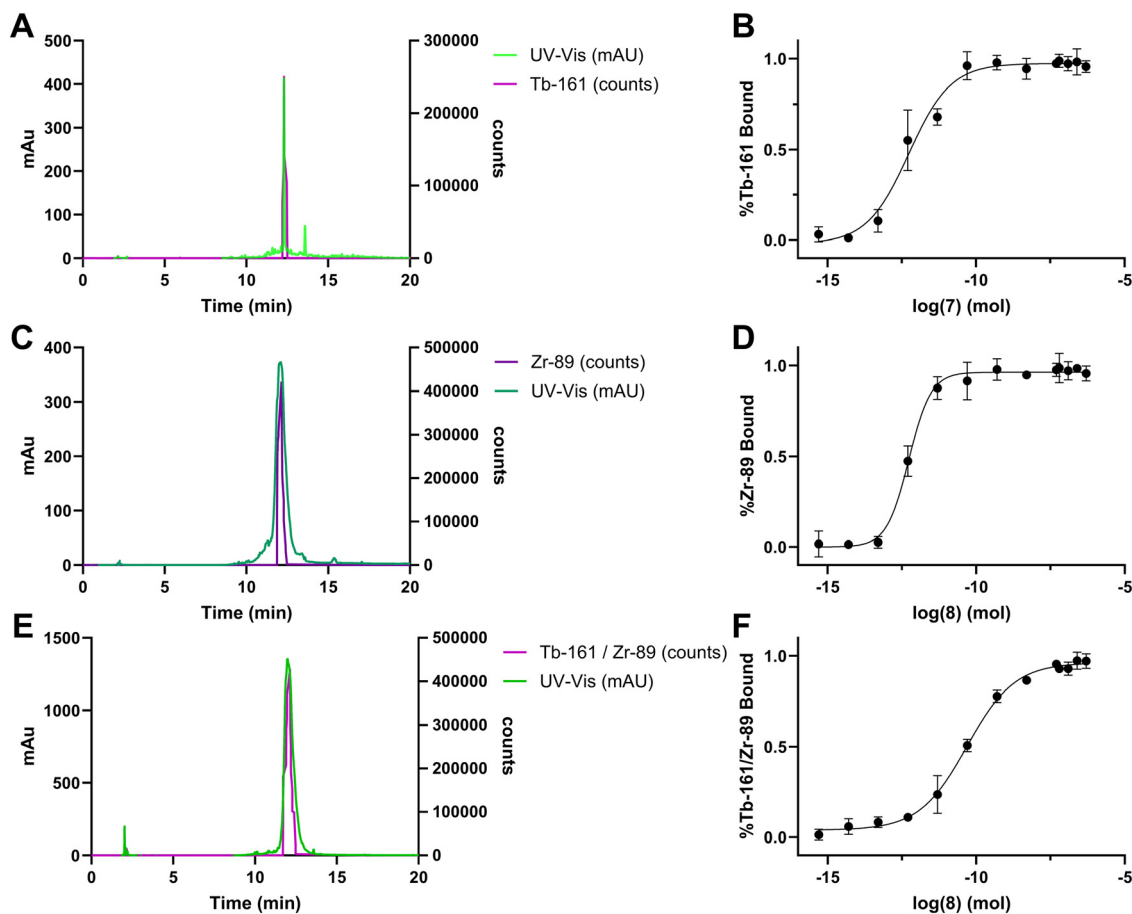 A
500
400
300
200
100
0
mAu
0 5 10 15 20
Time (min)
300000
200000
100000
0
counts
UV-Vis (mAU)
Tb-161 (counts)
B
1.0
0.5
0.0
%Tb-161 Bound
-15 -10 -5
log(7) (mol)
C
400
300
200
100
0
mAu
0 5 10 15 20
Time (min)
500000
400000
300000
200000
100000
0
counts
Zr-89 (counts)
UV-Vis (mAU)
D
1.0
0.5
0.0
%Zr-89 Bound
-15 -10 -5
log(8) (mol)
E
1500
1000
500
0
mAu
0 5 10 15 20
Time (min)
500000
400000
300000
200000
100000
0
counts
Tb-161 / Zr-89 (counts)
UV-Vis (mAU)
F
1.0
0.5
0.0
%Tb-161/Zr-89 Bound
-15 -10 -5
log(8) (mol)